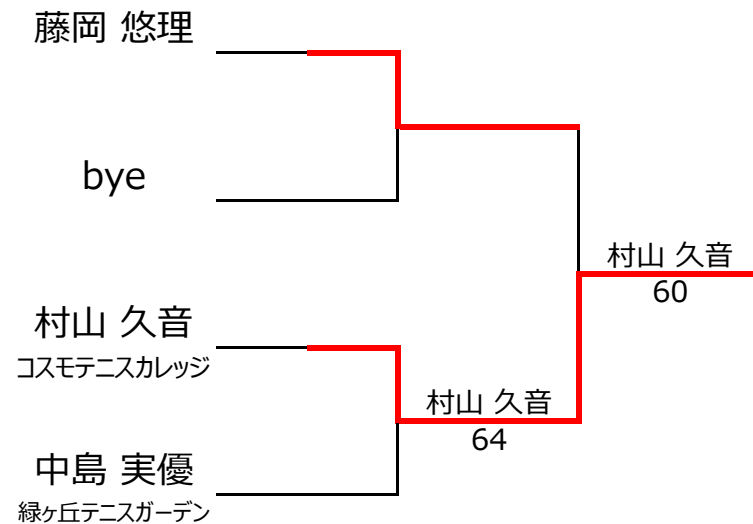 藤岡 悠理
bye
村山 久音
60
村山 久音
コスモテニスカレッジ
村山 久音
64
中島 実優
緑ヶ丘テニスガーデン